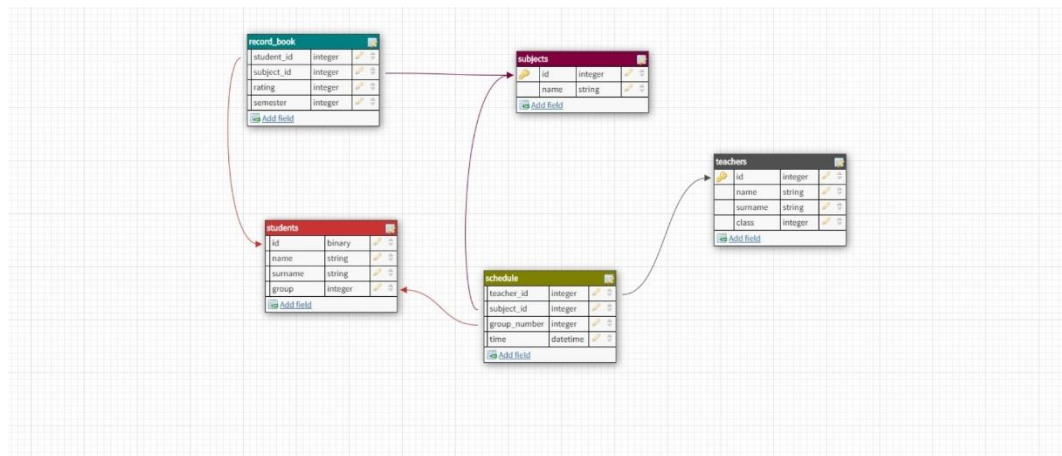 record_book
student_id integer
subject_id integer
rating integer
semester integer
Add field
subjects
id integer
name string
Add field
teachers
id integer
name string
surname string
class integer
Add field
students
id binary
name string
surname string
group integer
Add field
schedule
teacher_id integer
subject_id integer
group_number integer
time datetime
Add field